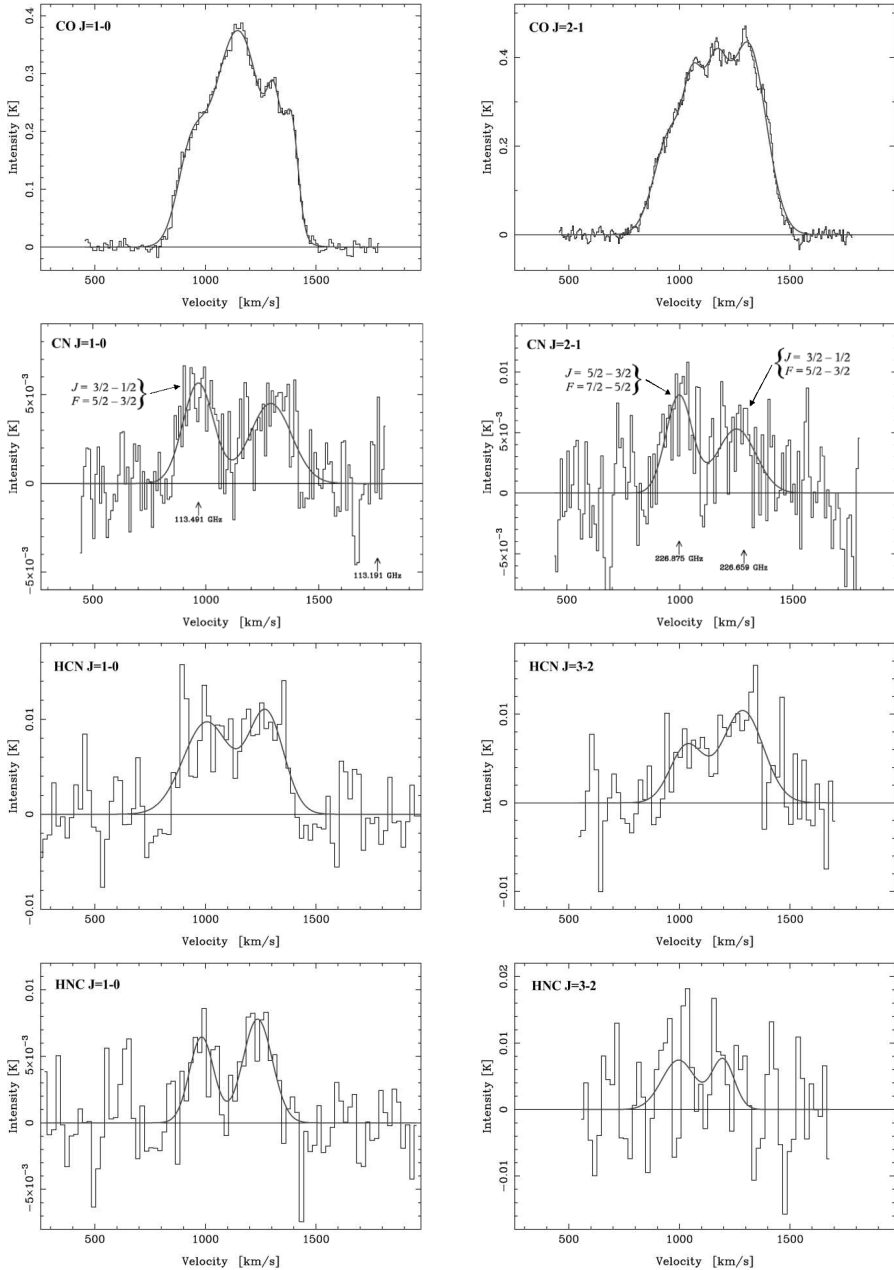 CO J=1-0
Intensity [K]
0.4
0.3
0.2
0.1
0
500 1000 1500
Velocity [km/s]
CO J=2-1
Intensity [K]
0.4
0.2
0
500 1000 1500
Velocity [km/s]
CN J=1-0
J = 3/2 – 1/2
F = 5/2 – 3/2
Intensity [K]
5×10⁻³
0
−5×10⁻³
113.491 GHz
113.191 GHz
500 1000 1500
Velocity [km/s]
CN J=2-1
J = 5/2 – 3/2
F = 7/2 – 5/2
J = 3/2 – 1/2
F = 5/2 – 3/2
Intensity [K]
0.01
5×10⁻³
0
−5×10⁻³
226.875 GHz
226.659 GHz
500 1000 1500
Velocity [km/s]
HCN J=1-0
Intensity [K]
0.01
0
−0.01
500 1000 1500
Velocity [km/s]
HCN J=3-2
Intensity [K]
0.01
0
−0.01
500 1000 1500
Velocity [km/s]
HNC J=1-0
Intensity [K]
0.01
5×10⁻³
0
−5×10⁻³
500 1000 1500
Velocity [km/s]
HNC J=3-2
Intensity [K]
0.02
0.01
0
−0.01
500 1000 1500
Velocity [km/s]